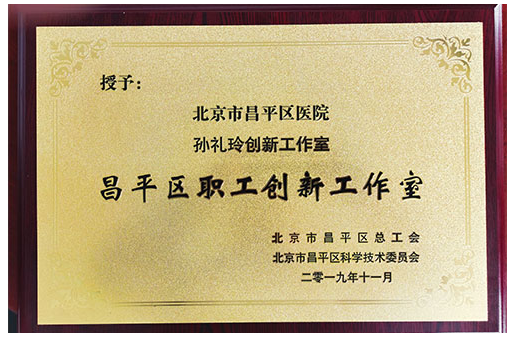 授予：
北京市昌平区医院
孙礼玲创新工作室
昌平区职工创新工作室
北京市昌平区总工会
北京市昌平区科学技术委员会
二零一九年十一月